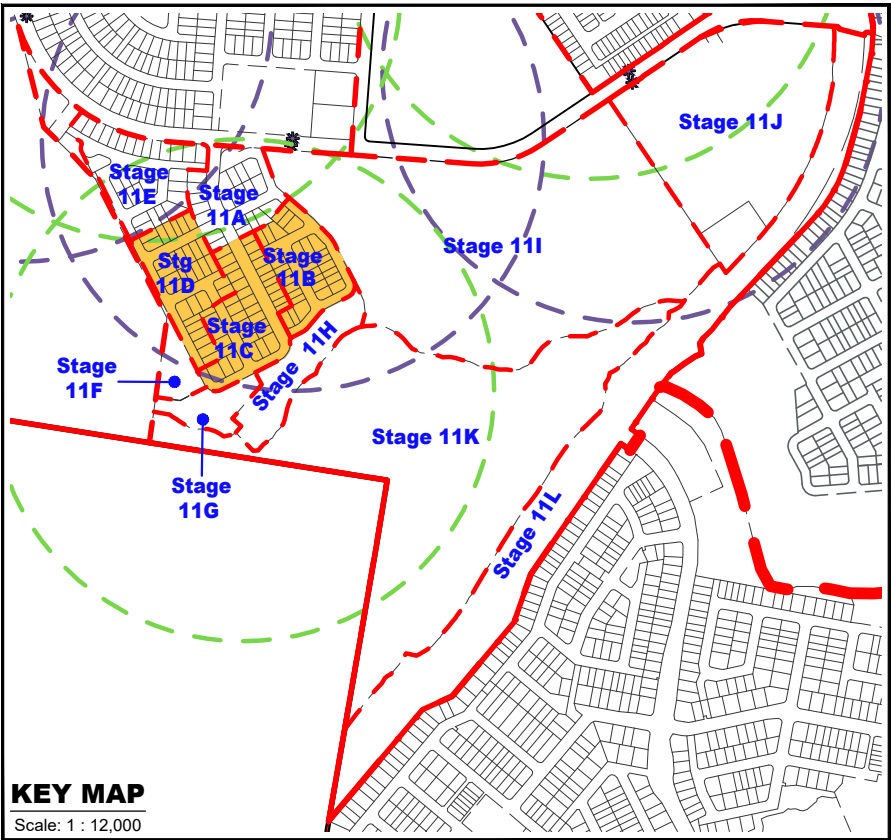 Stage 11J
Stage
11E
Stage
11A
Stage 11I
Stg
11D
Stage
11B
Stage
11C
Stage 11H
Stage
11F
Stage 11K
Stage
11G
Stage 11L
KEY MAP
Scale: 1 : 12,000